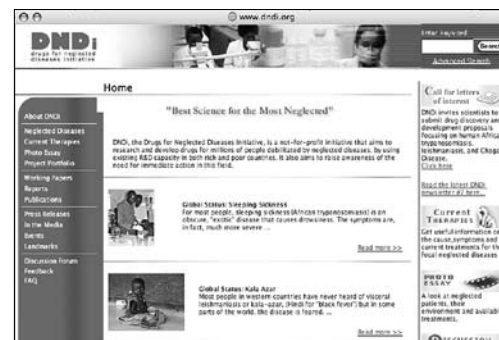 www.dndi.org
DNDi
drugs for neglected
diseases initiative
Enter Keyword
Search
Advanced Search
Home
About DNDi
Neglected Diseases
Current Therapies
Photo Essay
Project Portfolio
Working Papers
Reports
Publications
Press Releases
In the Media
Events
Landmarks
Discussion Forum
Feedback
FAQ
"Best Science for the Most Neglected"
DNDi, the Drugs for Neglected Diseases Initiative, is a not-for-profit initiative that aims to
research and develop drugs for millions of people debilitated by neglected diseases, by using
existing R&D capacity in both rich and poor countries. It also aims to raise awareness of the
need for immediate action in this field.
Global Status: Sleeping Sickness
For most people, sleeping sickness (African trypanosomiasis) is an
obscure, "exotic" disease that causes drowsiness. The symptoms are,
in fact, much more severe ...
Read more >>
Global Status: Kala Azar
Most people in western countries have never heard of visceral
leishmaniasis or kala-azar, (Hindi for "black fever") but in some
parts of the world, the disease is feared. ...
Read more >>
Call for letters
of interest
DNDi invites scientists to
submit drug discovery and
development proposals
focusing on human African
trypanosomiasis,
leishmaniasis, and Chagas
Disease.
Click here
Read the latest DNDi
newsletter #2 here...
Current
Therapies
Get useful information on
the cause, symptoms and
current treatments for the
focal neglected diseases
PHOTO
ESSAY
A look at neglected
patients, their
environment and available
treatments.